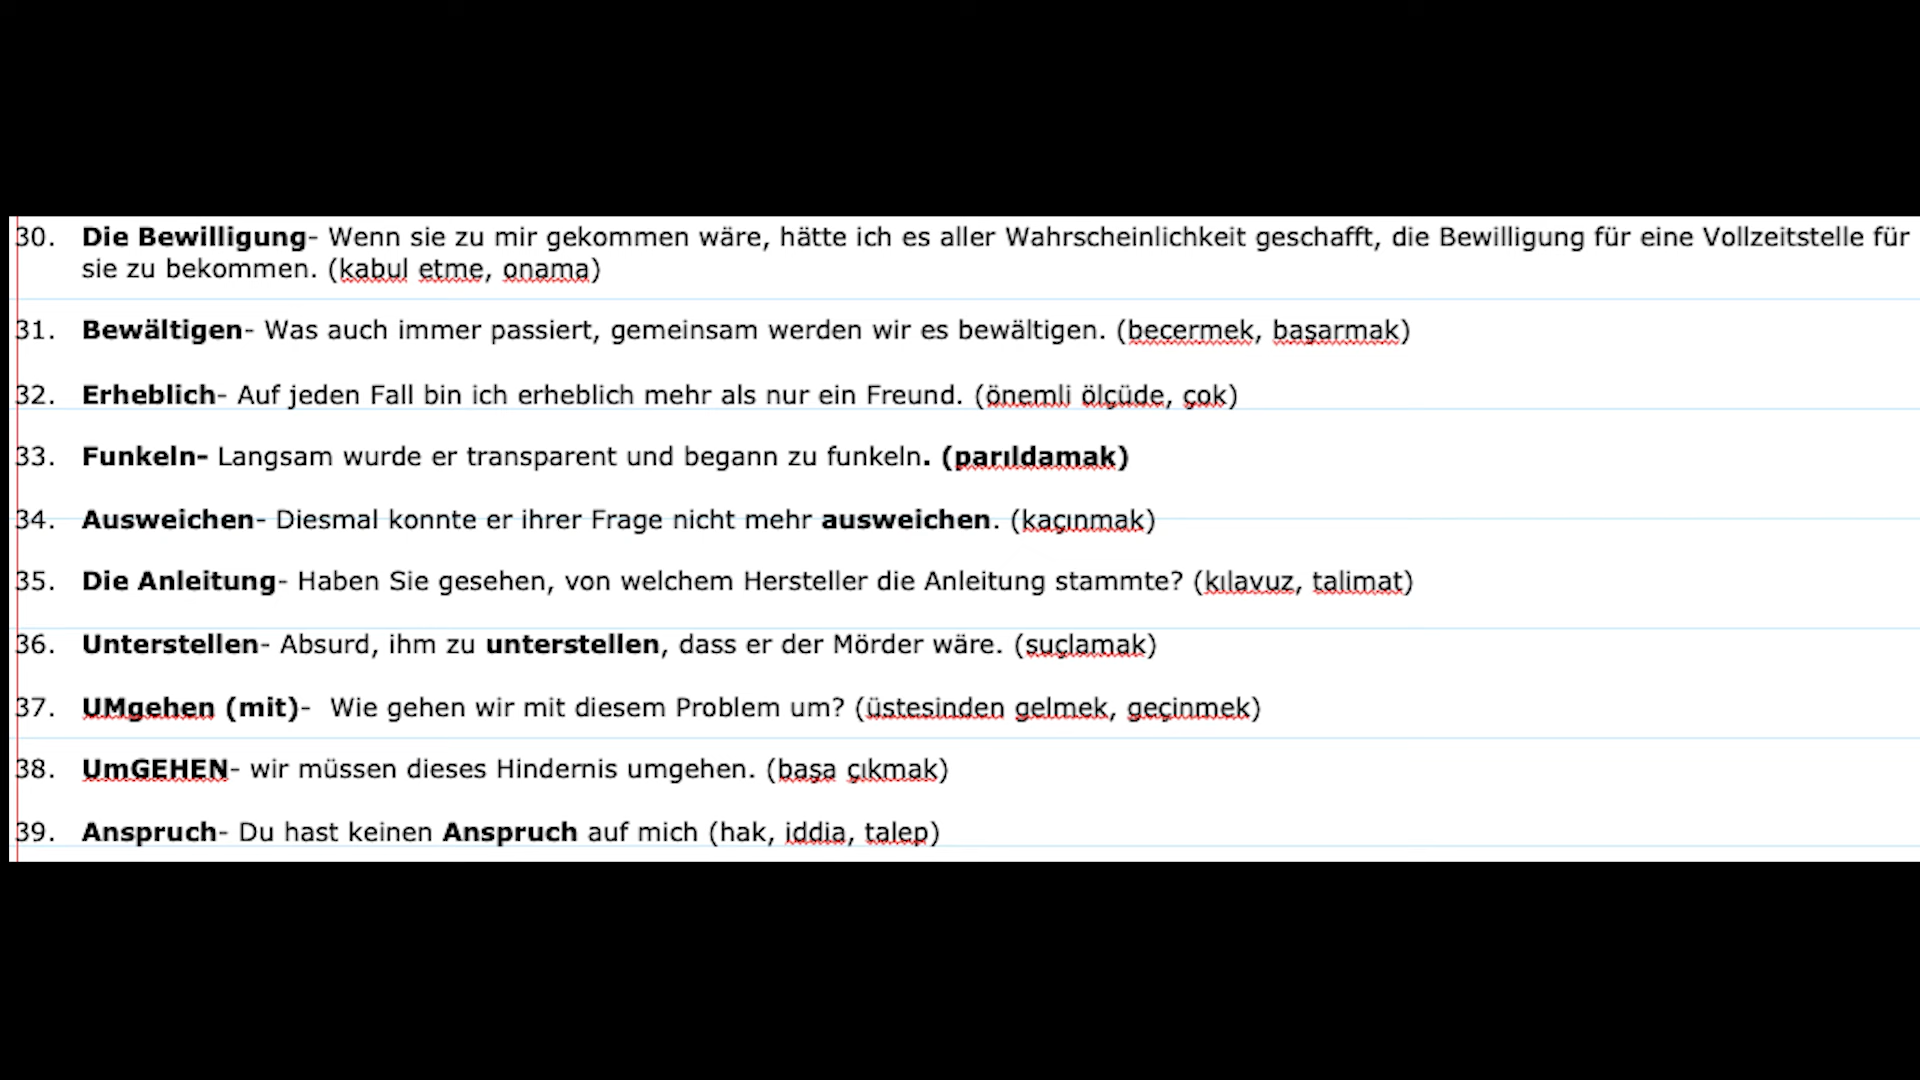 30. Die Bewilligung- Wenn sie zu mir gekommen wäre, hätte ich es aller Wahrscheinlichkeit geschafft, die Bewilligung für eine Vollzeitstelle für
sie zu bekommen. (kabul etme, onama)
31. Bewältigen- Was auch immer passiert, gemeinsam werden wir es bewältigen. (becermek, başarmak)
32. Erheblich- Auf jeden Fall bin ich erheblich mehr als nur ein Freund. (önemli ölçüde, çok)
33. Funkeln- Langsam wurde er transparent und begann zu funkeln. (parıldamak)
34. Ausweichen- Diesmal konnte er ihrer Frage nicht mehr ausweichen. (kaçınmak)
35. Die Anleitung- Haben Sie gesehen, von welchem Hersteller die Anleitung stammte? (kılavuz, talimat)
36. Unterstellen- Absurd, ihm zu unterstellen, dass er der Mörder wäre. (suçlamak)
37. UMgehen (mit)- Wie gehen wir mit diesem Problem um? (üstesinden gelmek, geçinmek)
38. UmGEHEN- wir müssen dieses Hindernis umgehen. (başa çıkmak)
39. Anspruch- Du hast keinen Anspruch auf mich (hak, iddia, talep)